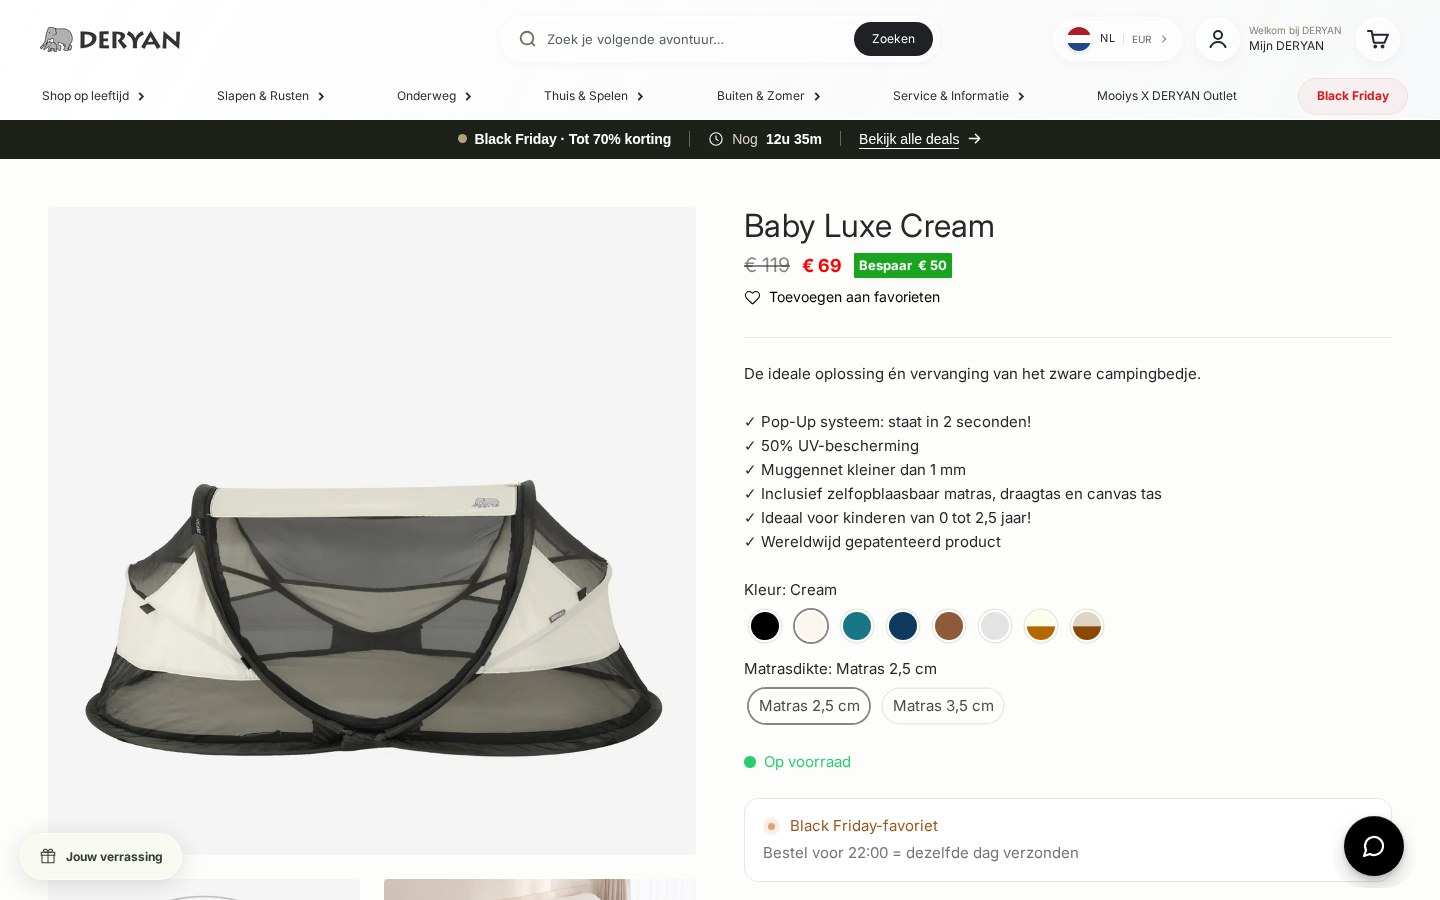 DERYAN
Zoek je volgende avontuur...
Zoeken
NL
EUR
Welkom bij DERYAN
Mijn DERYAN
Shop op leeftijd
Slapen & Rusten
Onderweg
Thuis & Spelen
Buiten & Zomer
Service & Informatie
Mooiys X DERYAN Outlet
Black Friday
Black Friday · Tot 70% korting
Nog 12u 35m
Bekijk alle deals
Baby Luxe Cream
€ 119 € 69 Bespaar € 50
Toevoegen aan favorieten
De ideale oplossing én vervanging van het zware campingbedje.
✓ Pop-Up systeem: staat in 2 seconden!
✓ 50% UV-bescherming
✓ Muggennet kleiner dan 1 mm
✓ Inclusief zelfopblaasbaar matras, draagtas en canvas tas
✓ Ideaal voor kinderen van 0 tot 2,5 jaar!
✓ Wereldwijd gepatenteerd product
Kleur: Cream
Matrasdikte: Matras 2,5 cm
Matras 2,5 cm
Matras 3,5 cm
Op voorraad
Black Friday-favoriet
Bestel voor 22:00 = dezelfde dag verzonden
Jouw verrassing